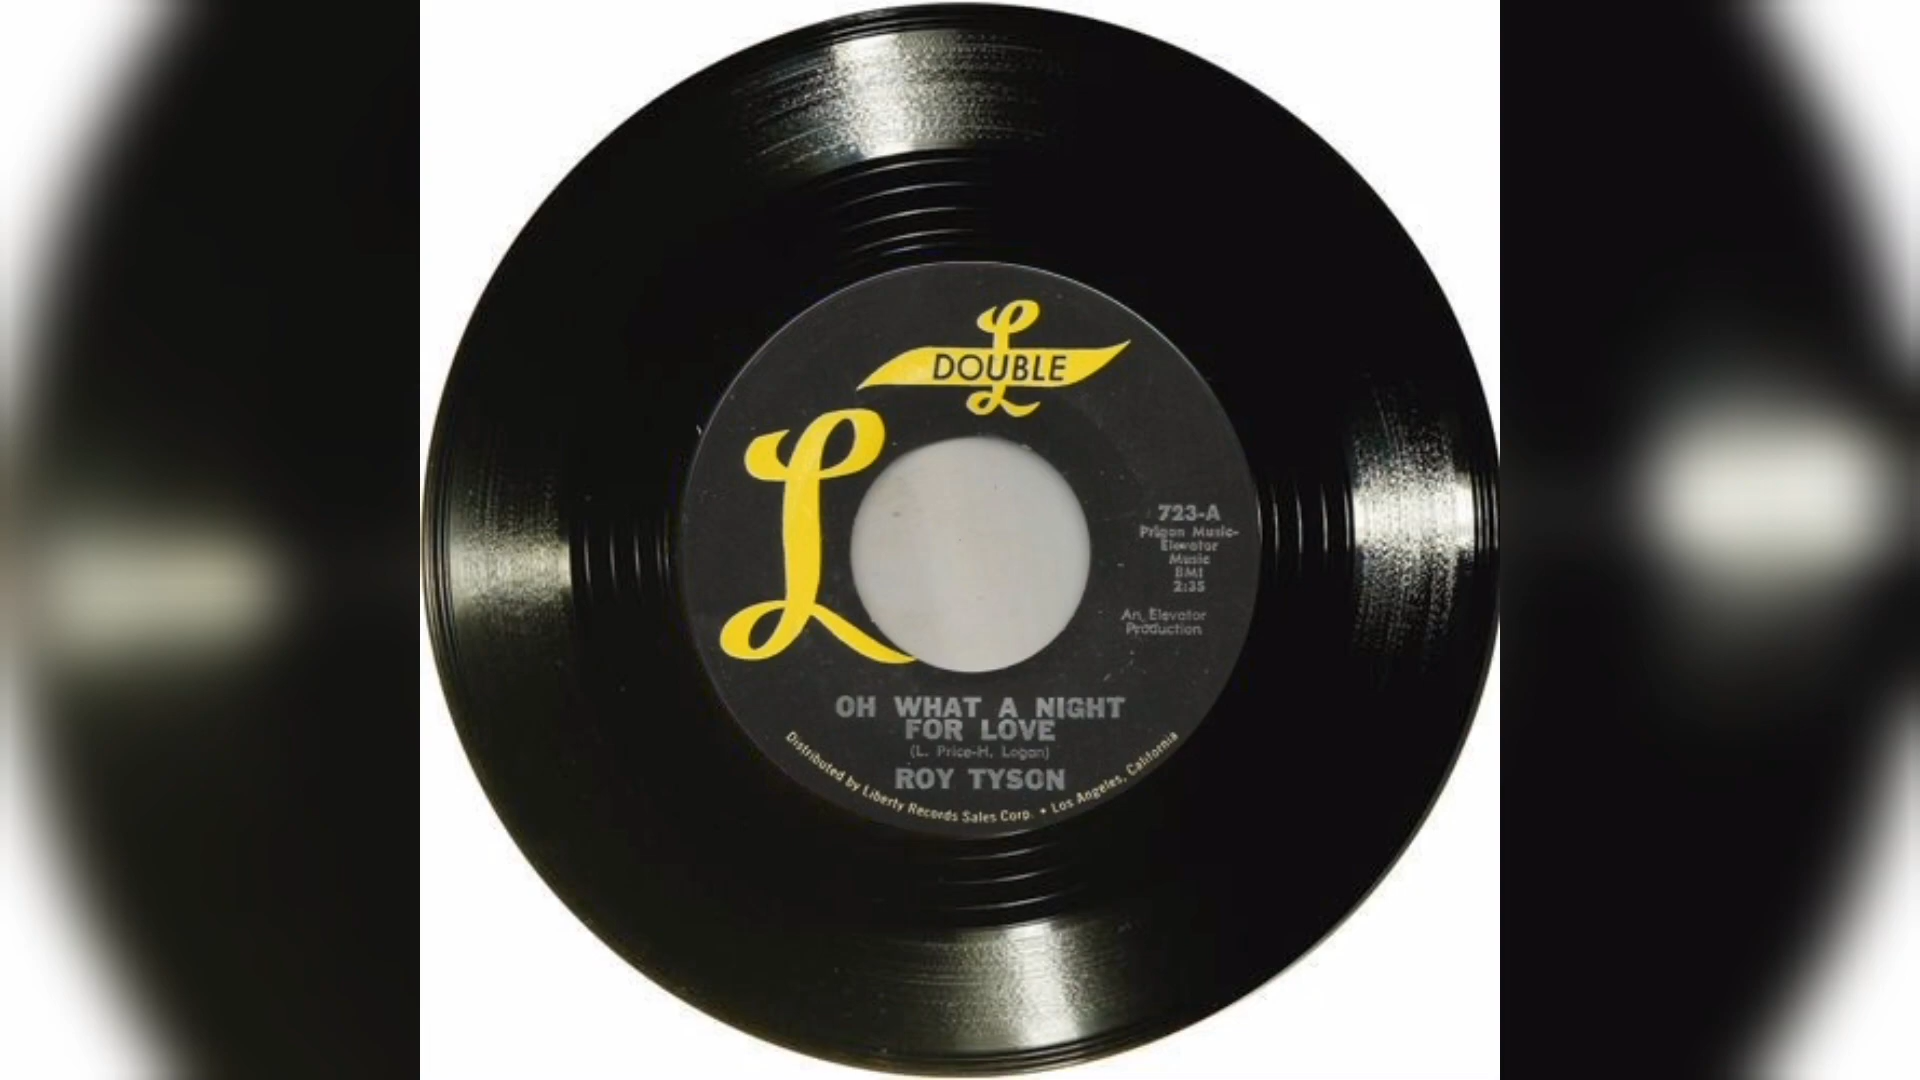 L
DOUBLE
L
723-A
Prigan Music-
Elevator
Music
BMI
2:35
An Elevator
Production
OH WHAT A NIGHT
FOR LOVE
(L. Price-H. Logan)
ROY TYSON
Distributed by Liberty Records Sales Corp. • Los Angeles, California